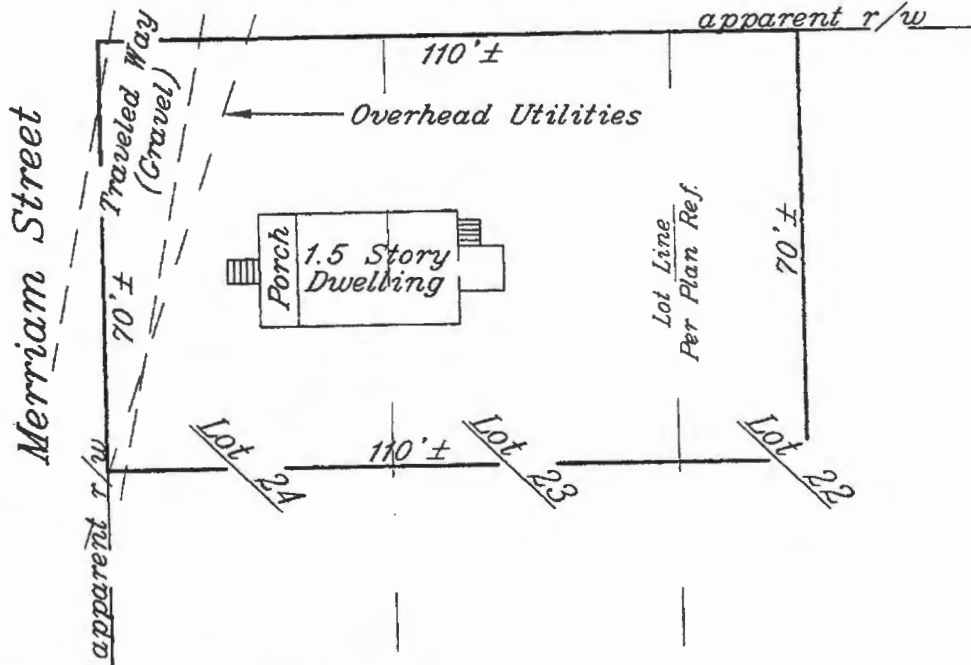 apparent r/w
110'±
Traveled Way
(Gravel)
Overhead Utilities
Merriam Street
70'±
Porch
1.5 Story
Dwelling
Lot Line
Per Plan Ref.
70'±
Lot 24
110'±
Lot 23
Lot 22
apparent r/w